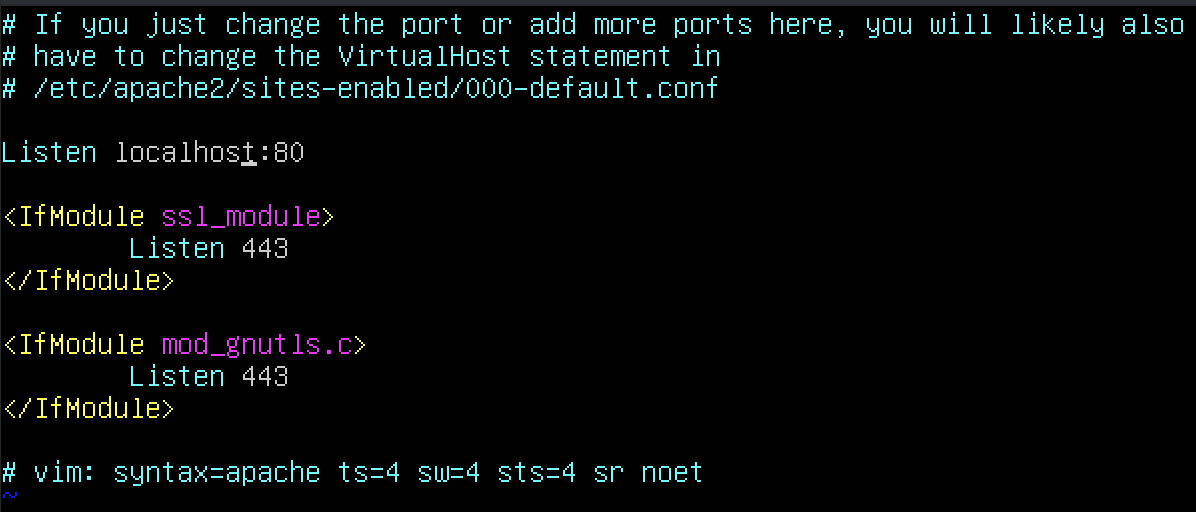 # If you just change the port or add more ports here, you will likely also
# have to change the VirtualHost statement in
# /etc/apache2/sites-enabled/000-default.conf
Listen localhost:80
<IfModule ssl_module>
Listen 443
</IfModule>
<IfModule mod_gnutls.c>
Listen 443
</IfModule>
# vim: syntax=apache ts=4 sw=4 sts=4 sr noet
~